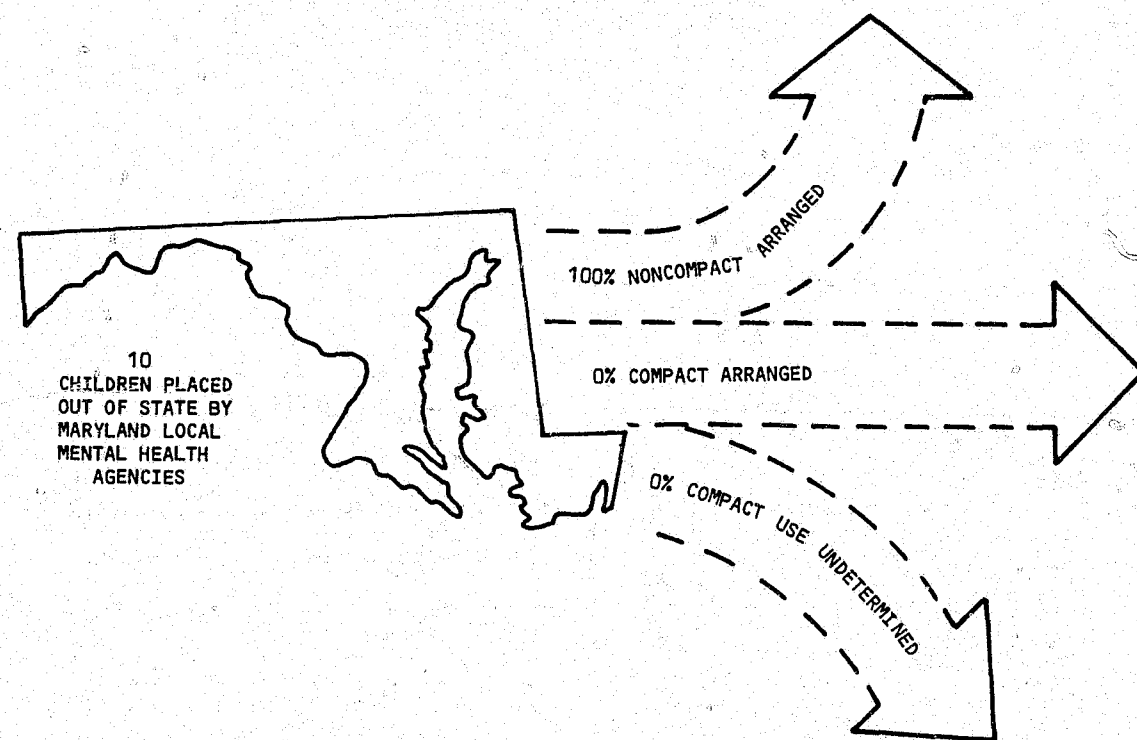 10
CHILDREN PLACED
OUT OF STATE BY
MARYLAND LOCAL
MENTAL HEALTH
AGENCIES
100% NONCOMPACT ARRANGED
0% COMPACT ARRANGED
0% COMPACT USE UNDETERMINED